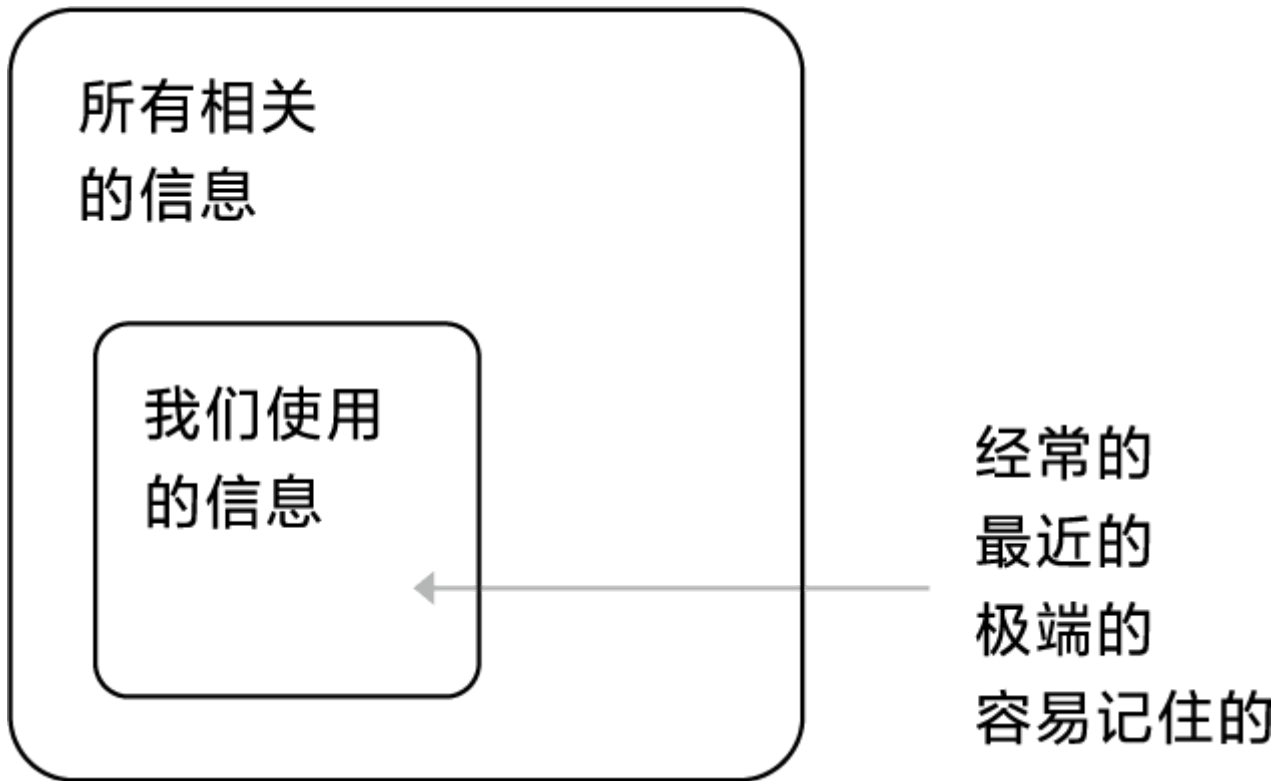 所有相关
的信息
我们使用
的信息
经常的
最近的
极端的
容易记住的